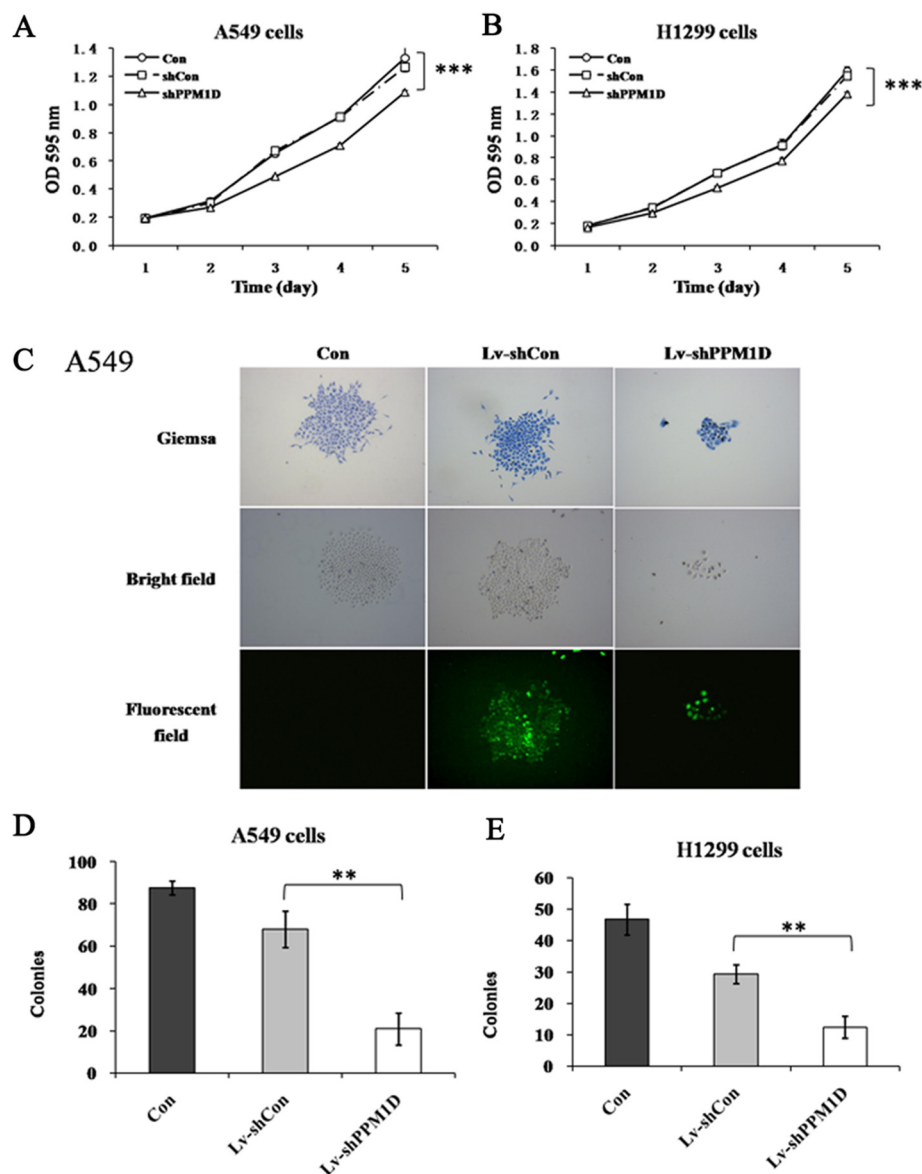 A
A549 cells
OD 595 nm
1.4
1.2
1.0
0.8
0.6
0.4
0.2
0.0
Con
shCon
shPPM1D
***
1 2 3 4 5
Time (day)
B
H1299 cells
OD 595 nm
1.8
1.6
1.4
1.2
1.0
0.8
0.6
0.4
0.2
0.0
Con
shCon
shPPM1D
***
1 2 3 4 5
Time (day)
C A549
Con Lv-shCon Lv-shPPM1D
Giemsa
Bright field
Fluorescent
field
D
A549 cells
Colonies
100
80
60
40
20
0
**
Con Lv-shCon Lv-shPPM1D
E
H1299 cells
Colonies
60
50
40
30
20
10
0
**
Con Lv-shCon Lv-shPPM1D